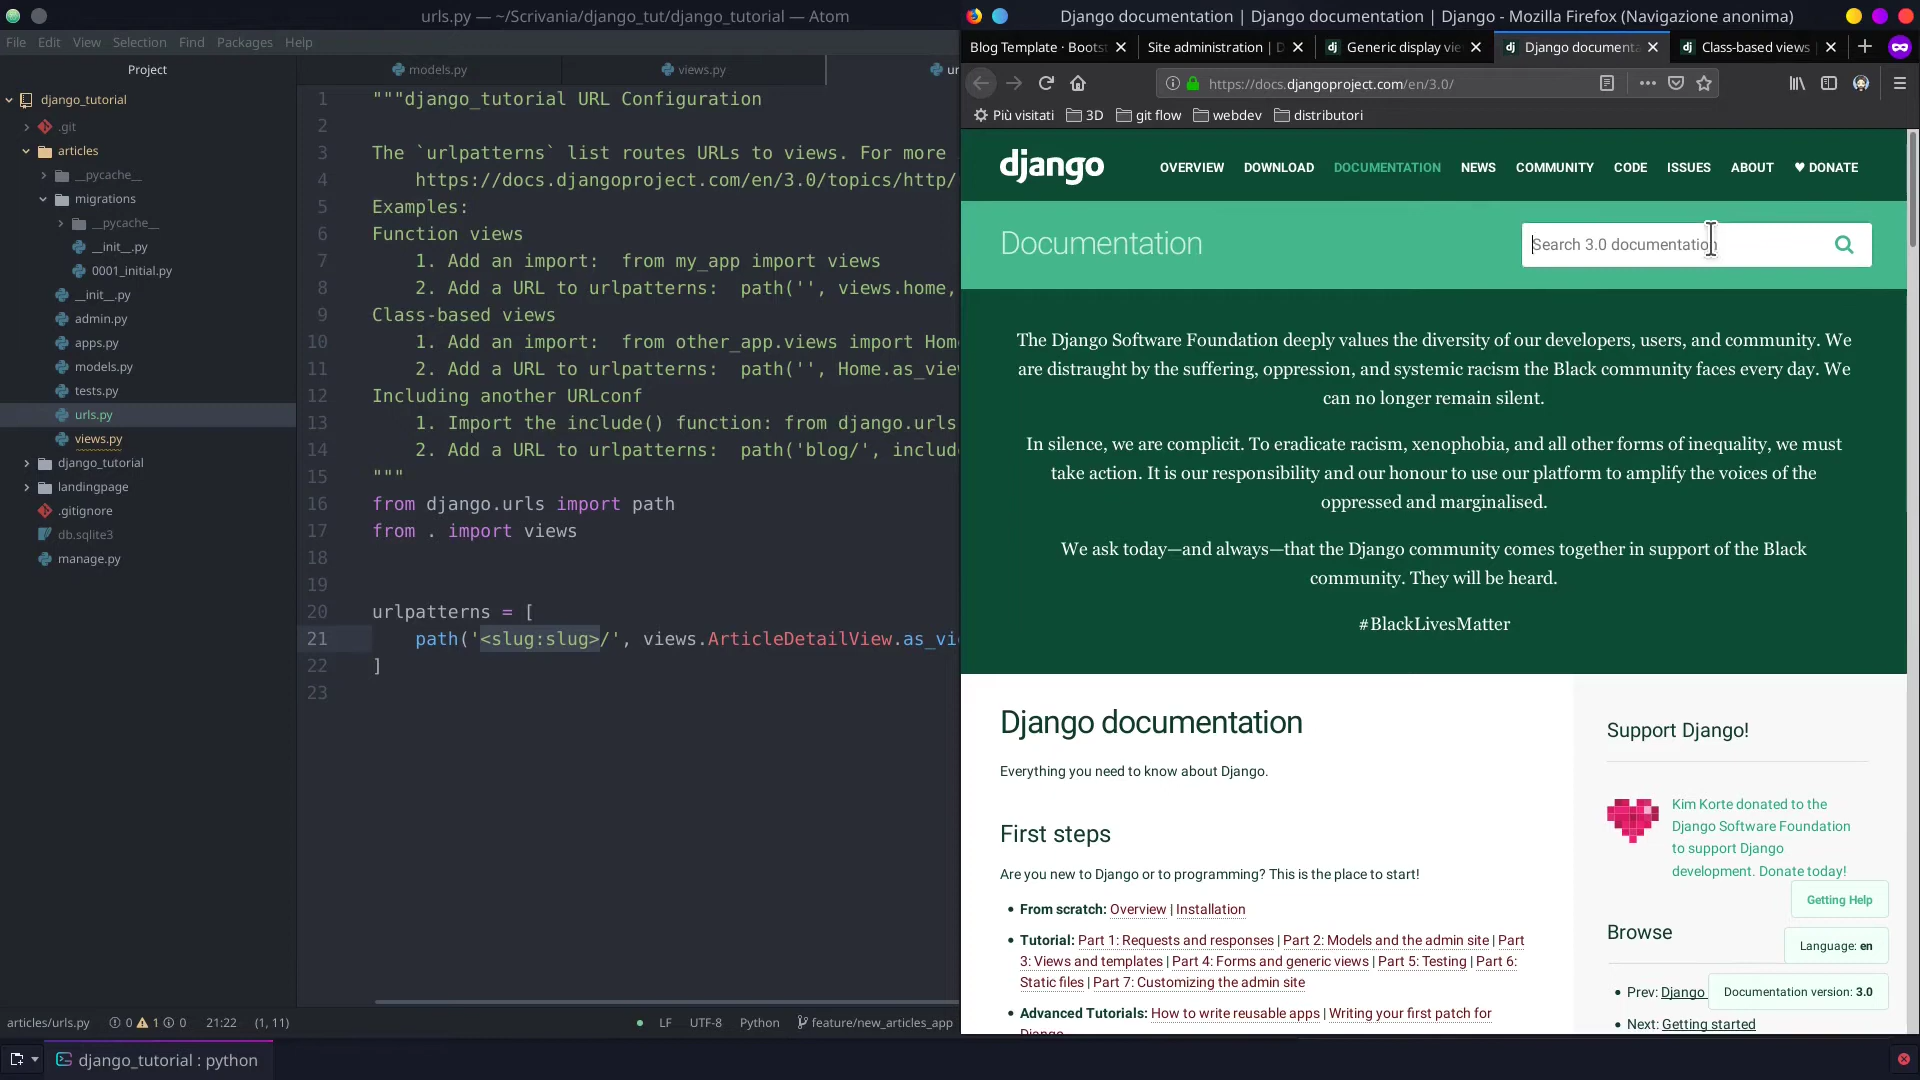 urls.py — ~/Scrivania/django_tut/django_tutorial — Atom
File Edit View Selection Find Packages Help
Project
django_tutorial
.git
articles
__pycache__
migrations
__pycache__
__init__.py
0001_initial.py
__init__.py
admin.py
apps.py
models.py
tests.py
urls.py
views.py
django_tutorial
landingpage
.gitignore
db.sqlite3
manage.py
models.py views.py ur
1 """django_tutorial URL Configuration
2
3 The `urlpatterns` list routes URLs to views. For more
4 https://docs.djangoproject.com/en/3.0/topics/http/
5 Examples:
6 Function views
7 1. Add an import: from my_app import views
8 2. Add a URL to urlpatterns: path('', views.home,
9 Class-based views
10 1. Add an import: from other_app.views import Hom
11 2. Add a URL to urlpatterns: path('', Home.as_vie
12 Including another URLconf
13 1. Import the include() function: from django.urls
14 2. Add a URL to urlpatterns: path('blog/', includ
15 """
16 from django.urls import path
17 from . import views
18
19
20 urlpatterns = [
21 path('<slug:slug>/', views.ArticleDetailView.as_vi
22 ]
23
articles/urls.py 0 1 0 21:22 (1, 11) LF UTF-8 Python feature/new_articles_app
django_tutorial : python
Django documentation | Django documentation | Django - Mozilla Firefox (Navigazione anonima)
Blog Template · Bootst Site administration | D Generic display vie Django documenta Class-based views
https://docs.djangoproject.com/en/3.0/
Più visitati 3D git flow webdev distributori
django OVERVIEW DOWNLOAD DOCUMENTATION NEWS COMMUNITY CODE ISSUES ABOUT ♥ DONATE
Documentation
Search 3.0 documentation
The Django Software Foundation deeply values the diversity of our developers, users, and community. We
are distraught by the suffering, oppression, and systemic racism the Black community faces every day. We
can no longer remain silent.
In silence, we are complicit. To eradicate racism, xenophobia, and all other forms of inequality, we must
take action. It is our responsibility and our honour to use our platform to amplify the voices of the
oppressed and marginalised.
We ask today—and always—that the Django community comes together in support of the Black
community. They will be heard.
#BlackLivesMatter
Django documentation
Everything you need to know about Django.
First steps
Are you new to Django or to programming? This is the place to start!
• From scratch: Overview | Installation
• Tutorial: Part 1: Requests and responses | Part 2: Models and the admin site | Part
3: Views and templates | Part 4: Forms and generic views | Part 5: Testing | Part 6:
Static files | Part 7: Customizing the admin site
• Advanced Tutorials: How to write reusable apps | Writing your first patch for
Django
Support Django!
Kim Korte donated to the
Django Software Foundation
to support Django
development. Donate today!
Getting Help
Browse
Language: en
• Prev: Django
Documentation version: 3.0
• Next: Getting started